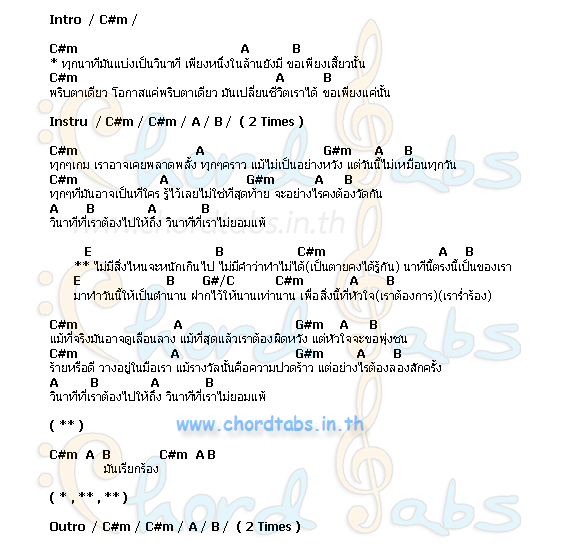 Intro / C#m /
C#m A B
* ทุกนาทีมันแบ่งเป็นวินาที เพียงหนึ่งในล้านยังมี ขอเพียงเสี้ยวนั้น
C#m A B
พริบตาเดียว โอกาสแค่พริบตาเดียว มันเปลี่ยนชีวิตเราได้ ขอเพียงแค่นั้น
Instru / C#m / C#m / A / B / ( 2 Times )
C#m A G#m A B
ทุกๆเกม เราอาจเคยพลาดพลั้ง ทุกๆคราว แม้ไม่เป็นอย่างหวัง แต่วันนี้ไม่เหมือนทุกวัน
C#m A G#m A B
ทุกๆที่มันอาจเป็นที่ใคร รู้ไว้เลยไม่ใช่ที่สุดท้าย จะอย่างไรคงต้องวัดกัน
A B A B
วินาทีที่เราต้องไปให้ถึง วินาทีที่เราไม่ยอมแพ้
www.chordtabs.in.th
E B C#m A B
** ไม่มีสิ่งไหนจะหนักเกินไป ไม่มีคำว่าทำไม่ได้(เป็นตายคงได้รู้กัน) นาทีนี้ตรงนี้เป็นของเรา
E B G#/C C#m A B
มาทำวันนี้ให้เป็นตำนาน ฝากไว้ให้นานเท่านาน เพื่อสิ่งนี้ที่หัวใจ(เราต้องการ)(เราร่ำร้อง)
C#m A G#m A B
แม้ที่จริงมันอาจดูเลือนลาง แม้ที่สุดแล้วเราต้องผิดหวัง แต่หัวใจจะขอพุ่งชน
C#m A G#m A B
ร้ายหรือดี วางอยู่ในมือเรา แม้รางวัลนั้นคือความปวดร้าว แต่อย่างไรต้องลองสักครั้ง
A B A B
วินาทีที่เราต้องไปให้ถึง วินาทีที่เราไม่ยอมแพ้
( ** )
www.chordtabs.in.th
C#m A B C#m A B
มันเรียกร้อง
( * , ** , ** )
Outro / C#m / C#m / A / B / ( 2 Times )
Chord Tabs